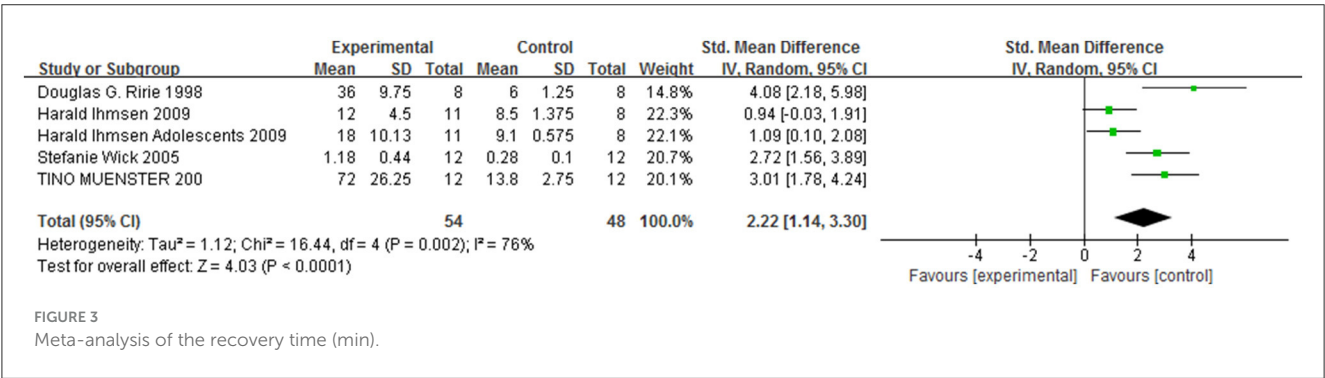 Experimental Control Std. Mean Difference Std. Mean Difference
Study or Subgroup Mean SD Total Mean SD Total Weight IV, Random, 95% CI IV, Random, 95% CI
Douglas G. Ririe 1998 36 9.75 8 6 1.25 8 14.8% 4.08 [2.18, 5.98]
Harald Ihmsen 2009 12 4.5 11 8.5 1.375 8 22.3% 0.94 [-0.03, 1.91]
Harald Ihmsen Adolescents 2009 18 10.13 11 9.1 0.575 8 22.1% 1.09 [0.10, 2.08]
Stefanie Wick 2005 1.18 0.44 12 0.28 0.1 12 20.7% 2.72 [1.56, 3.89]
TINO MUENSTER 200 72 26.25 12 13.8 2.75 12 20.1% 3.01 [1.78, 4.24]
Total (95% CI) 54 48 100.0% 2.22 [1.14, 3.30]
Heterogeneity: Tau² = 1.12; Chi² = 16.44, df = 4 (P = 0.002); I² = 76%
Test for overall effect: Z = 4.03 (P < 0.0001)
-4 -2 0 2 4
Favours [experimental] Favours [control]
FIGURE 3
Meta-analysis of the recovery time (min).